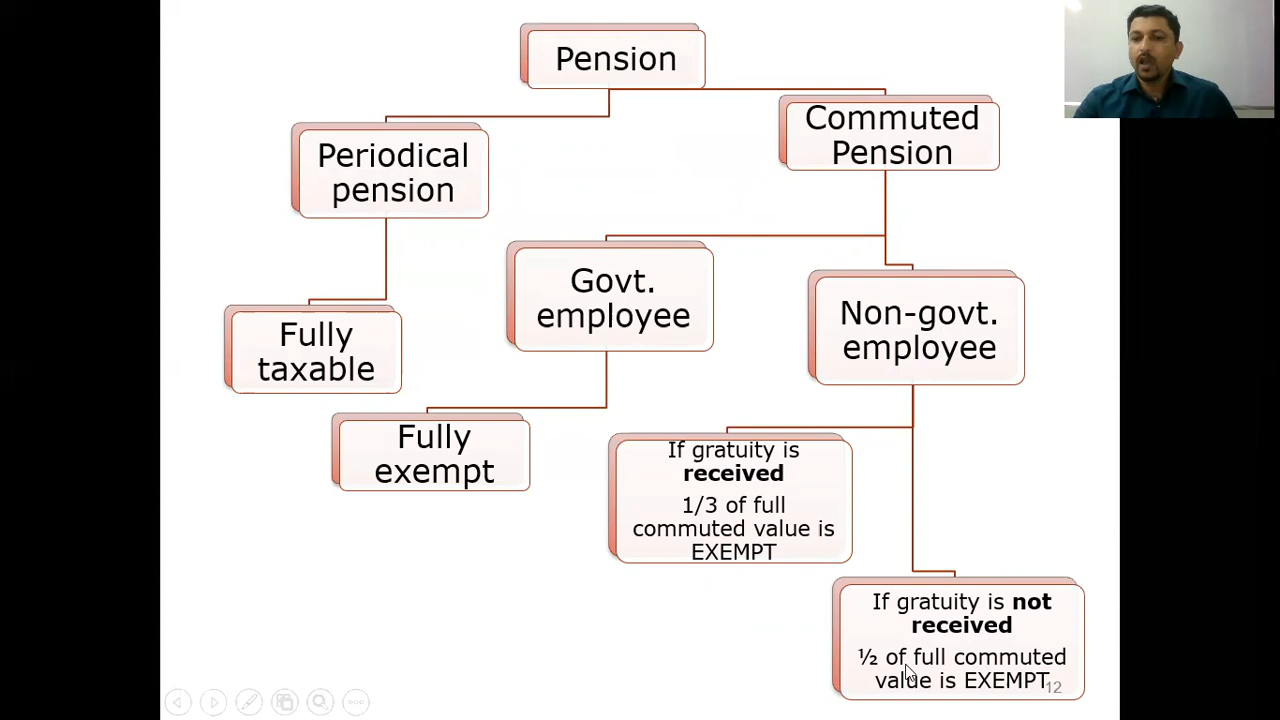 Pension
Periodical
pension
Commuted
Pension
Fully
taxable
Govt.
employee
Non-govt.
employee
Fully
exempt
If gratuity is
received
1/3 of full
commuted value is
EXEMPT
If gratuity is not
received
½ of full commuted
value is EXEMPT
12